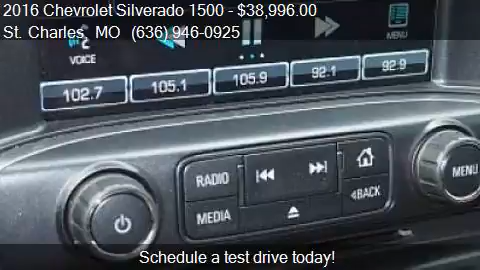 2016 Chevrolet Silverado 1500 - $38,996.00
St. Charles, MO (636) 946-0925
VOICE
MENU
102.7 105.1 105.9 92.1 92.9
RADIO
MENU
MEDIA
BACK
Schedule a test drive today!